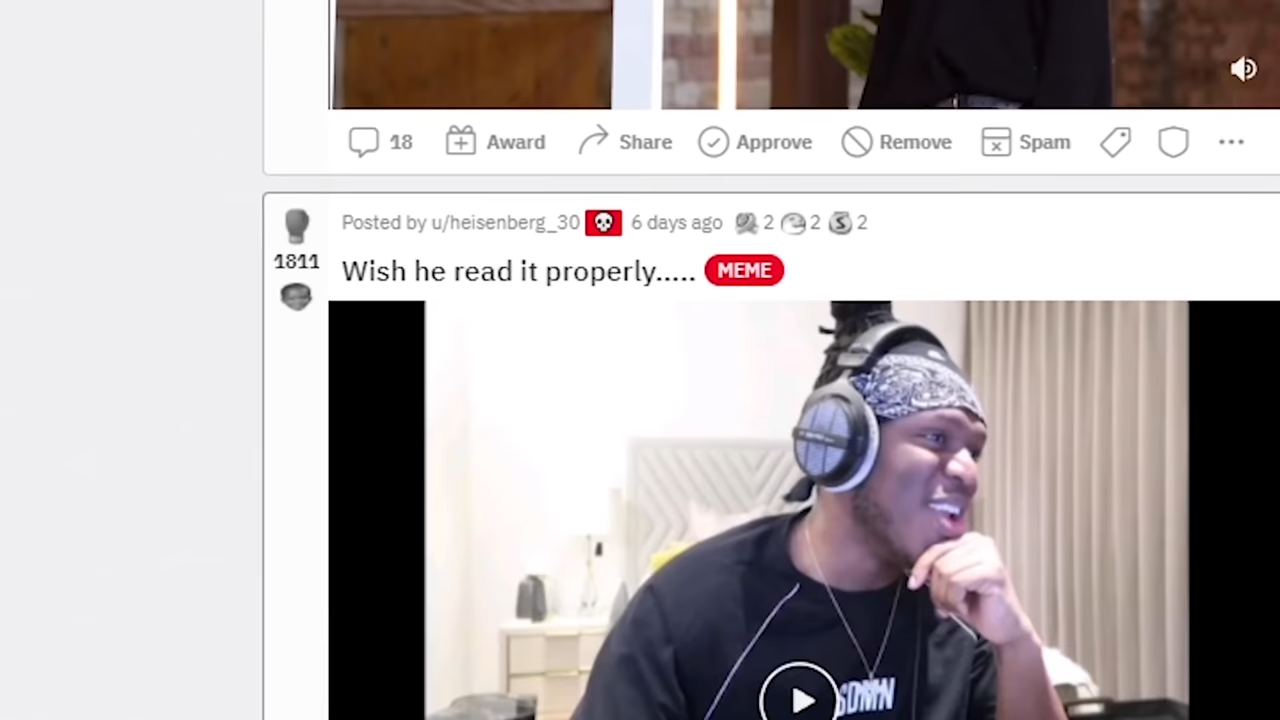 18 Award Share Approve Remove Spam
Posted by u/heisenberg_30 6 days ago 2 2 2
1811
Wish he read it properly..... MEME
SDMN